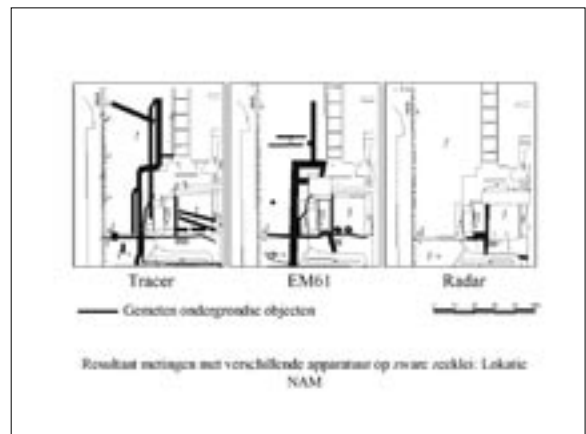 Tracer EM61 Radar
Gemeten ondergrondse objecten
Resultaat metingen met verschillende apparatuur op zware zeeklei: Lokatie
NAM